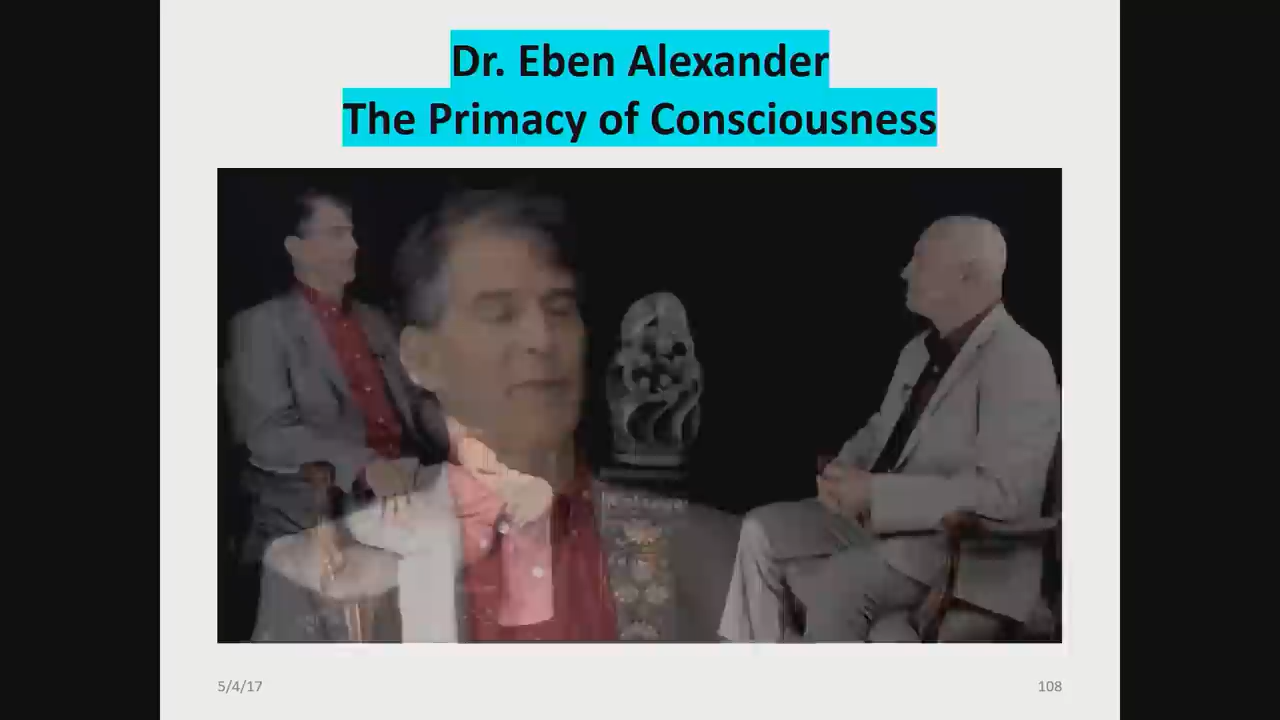 Dr. Eben Alexander
The Primacy of Consciousness
5/4/17
108